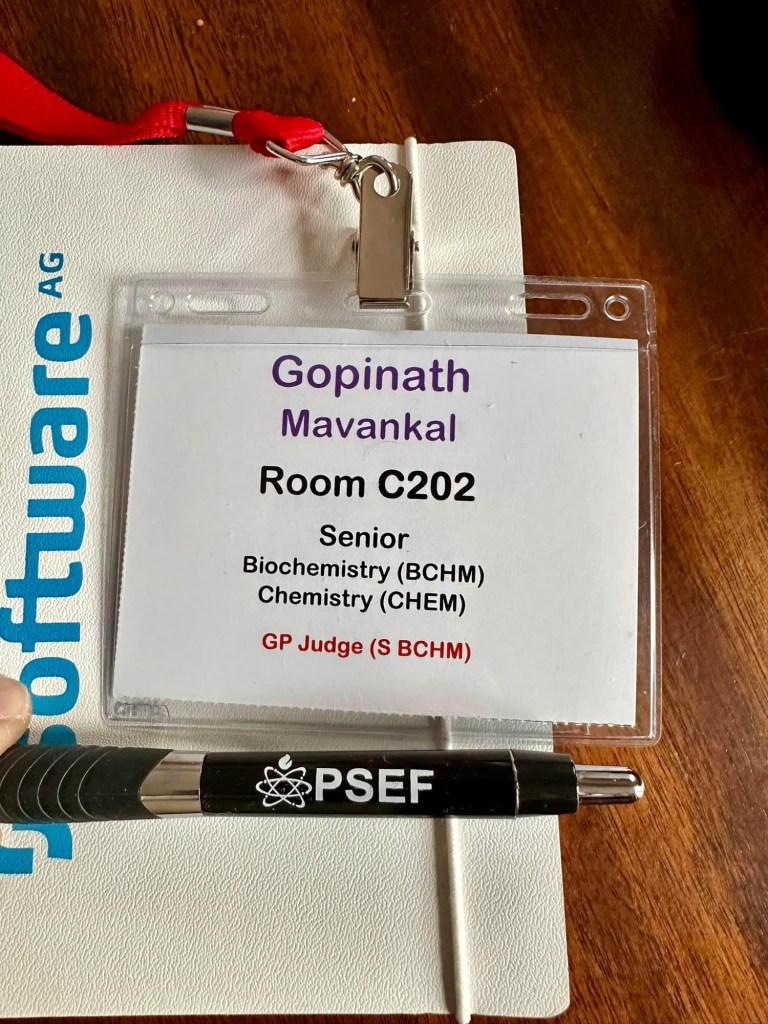 software AG
Gopinath
Mavankal
Room C202
Senior
Biochemistry (BCHM)
Chemistry (CHEM)
GP Judge (S BCHM)
PSEF